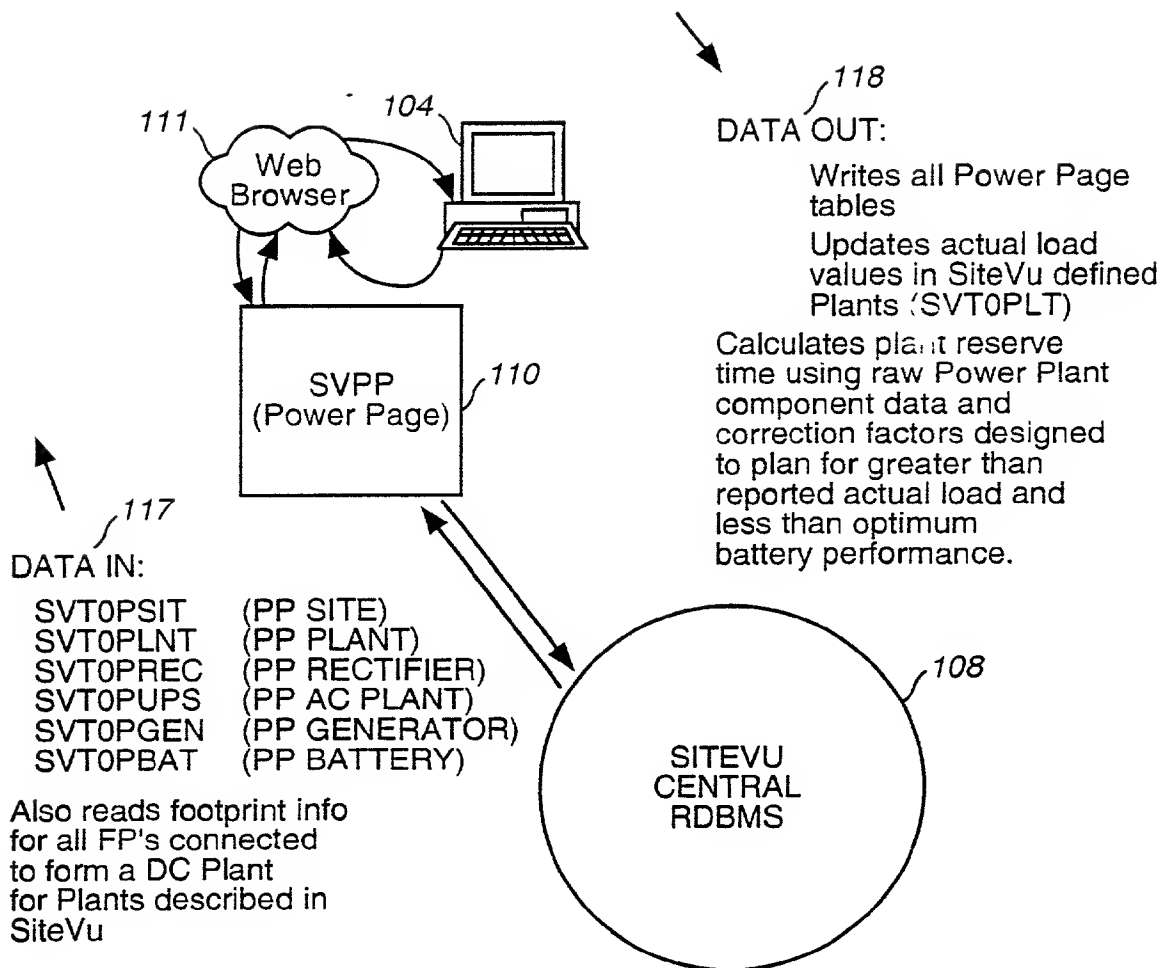 111
Web
Browser
104
118
DATA OUT:
Writes all Power Page
tables
Updates actual load
values in SiteVu defined
Plants (SVT0PLT)
Calculates plant reserve
time using raw Power Plant
component data and
correction factors designed
to plan for greater than
reported actual load and
less than optimum
battery performance.
SVPP
(Power Page)
110
117
DATA IN:
SVT0PSIT (PP SITE)
SVT0PLNT (PP PLANT)
SVT0PREC (PP RECTIFIER)
SVT0PUPS (PP AC PLANT)
SVT0PGEN (PP GENERATOR)
SVT0PBAT (PP BATTERY)
Also reads footprint info
for all FP's connected
to form a DC Plant
for Plants described in
SiteVu
108
SITEVU
CENTRAL
RDBMS